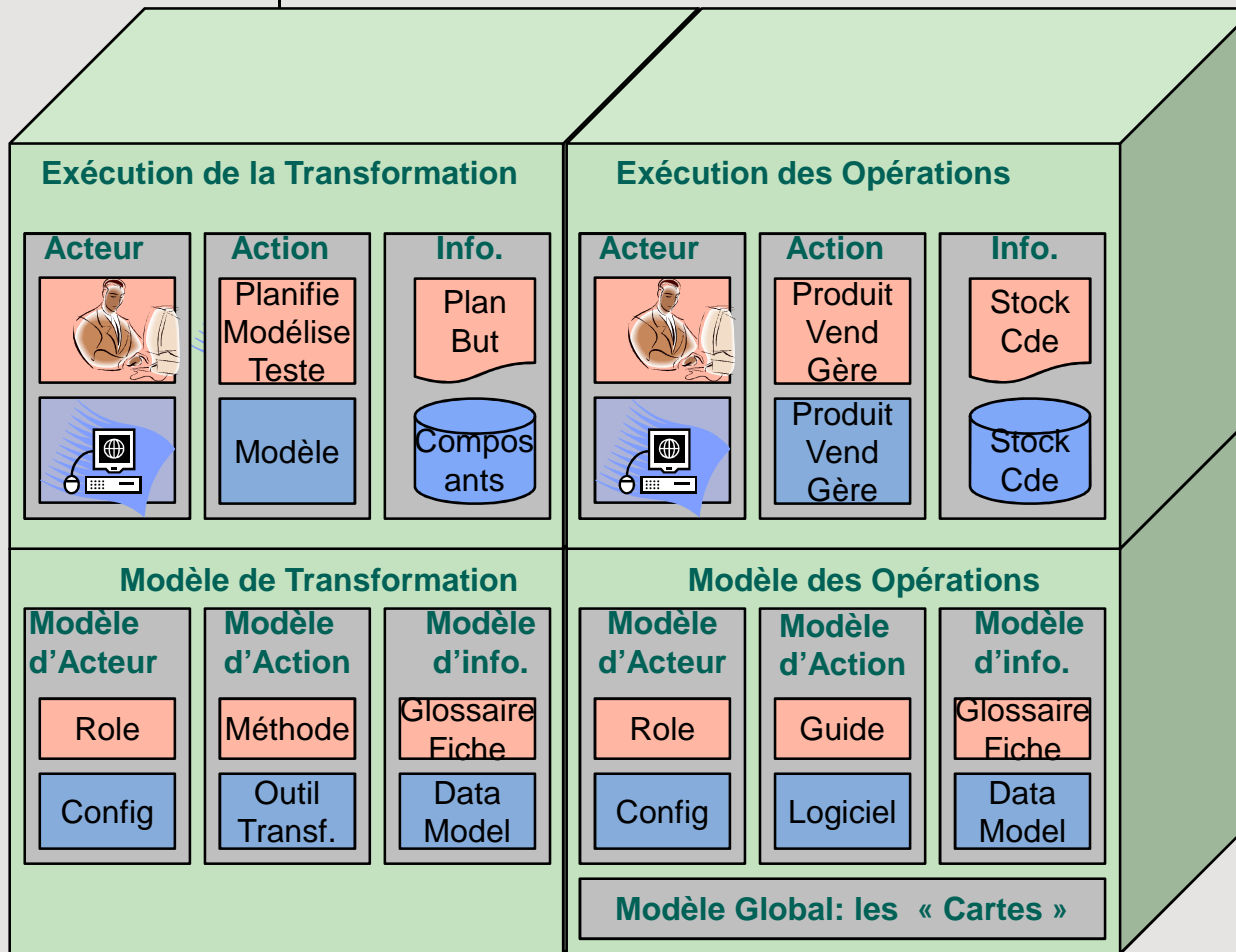 Exécution de la Transformation
Acteur
Action
Info.
Planifie
Modélise
Teste
Plan
But
Modèle
Compos
ants
Exécution des Opérations
Acteur
Action
Info.
Produit
Vend
Gère
Stock
Cde
Produit
Vend
Gère
Stock
Cde
Modèle de Transformation
Modèle
d’Acteur
Modèle
d’Action
Modèle
d’info.
Role
Méthode
Glossaire
Fiche
Config
Outil
Transf.
Data
Model
Modèle des Opérations
Modèle
d’Acteur
Modèle
d’Action
Modèle
d’info.
Role
Guide
Glossaire
Fiche
Config
Logiciel
Data
Model
Modèle Global: les « Cartes »